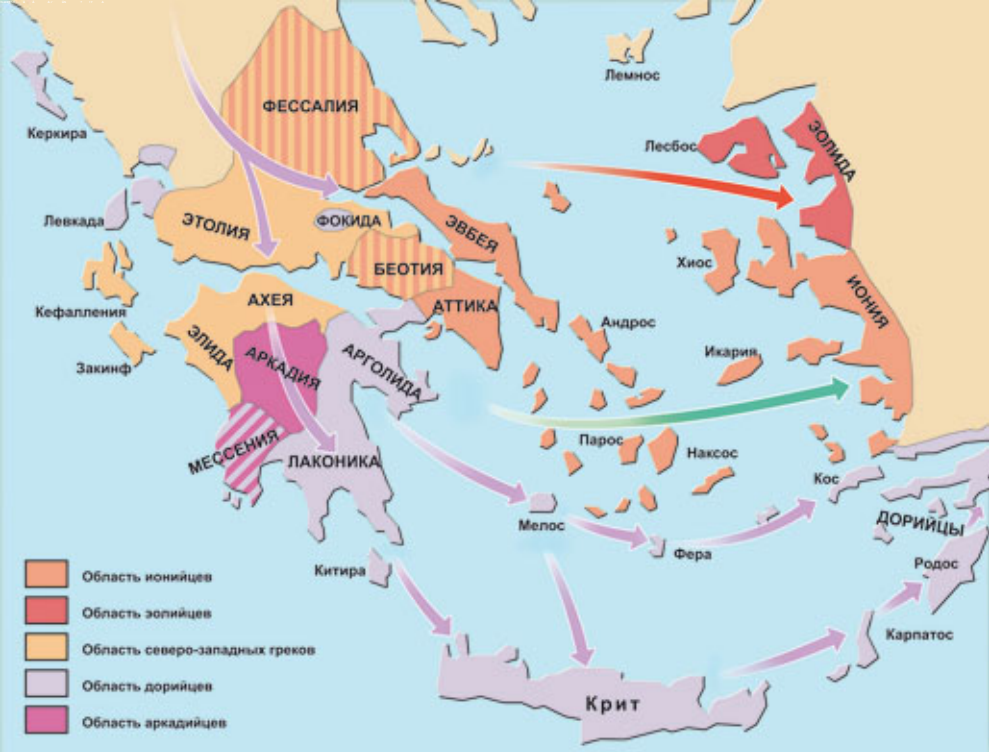 Лемнос
ФЕССАЛИЯ
Керкира
Лесбос
ЭОЛИДА
Левкада
ЭТОЛИЯ
ФОКИДА
ЭВБЕЯ
Хиос
БЕОТИЯ
ИОНИЯ
АХЕЯ
АТТИКА
Кефалления
Андрос
ЭЛИДА
АРКАДИЯ
АРГОЛИДА
Икария
Закинф
МЕССЕНИЯ
ЛАКОНИКА
Парос
Наксос
Кос
Мелос
ДОРИЙЦЫ
Фера
Родос
Китира
Карпатос
Крит
Область ионийцев
Область эолийцев
Область северо-западных греков
Область дорийцев
Область аркадийцев